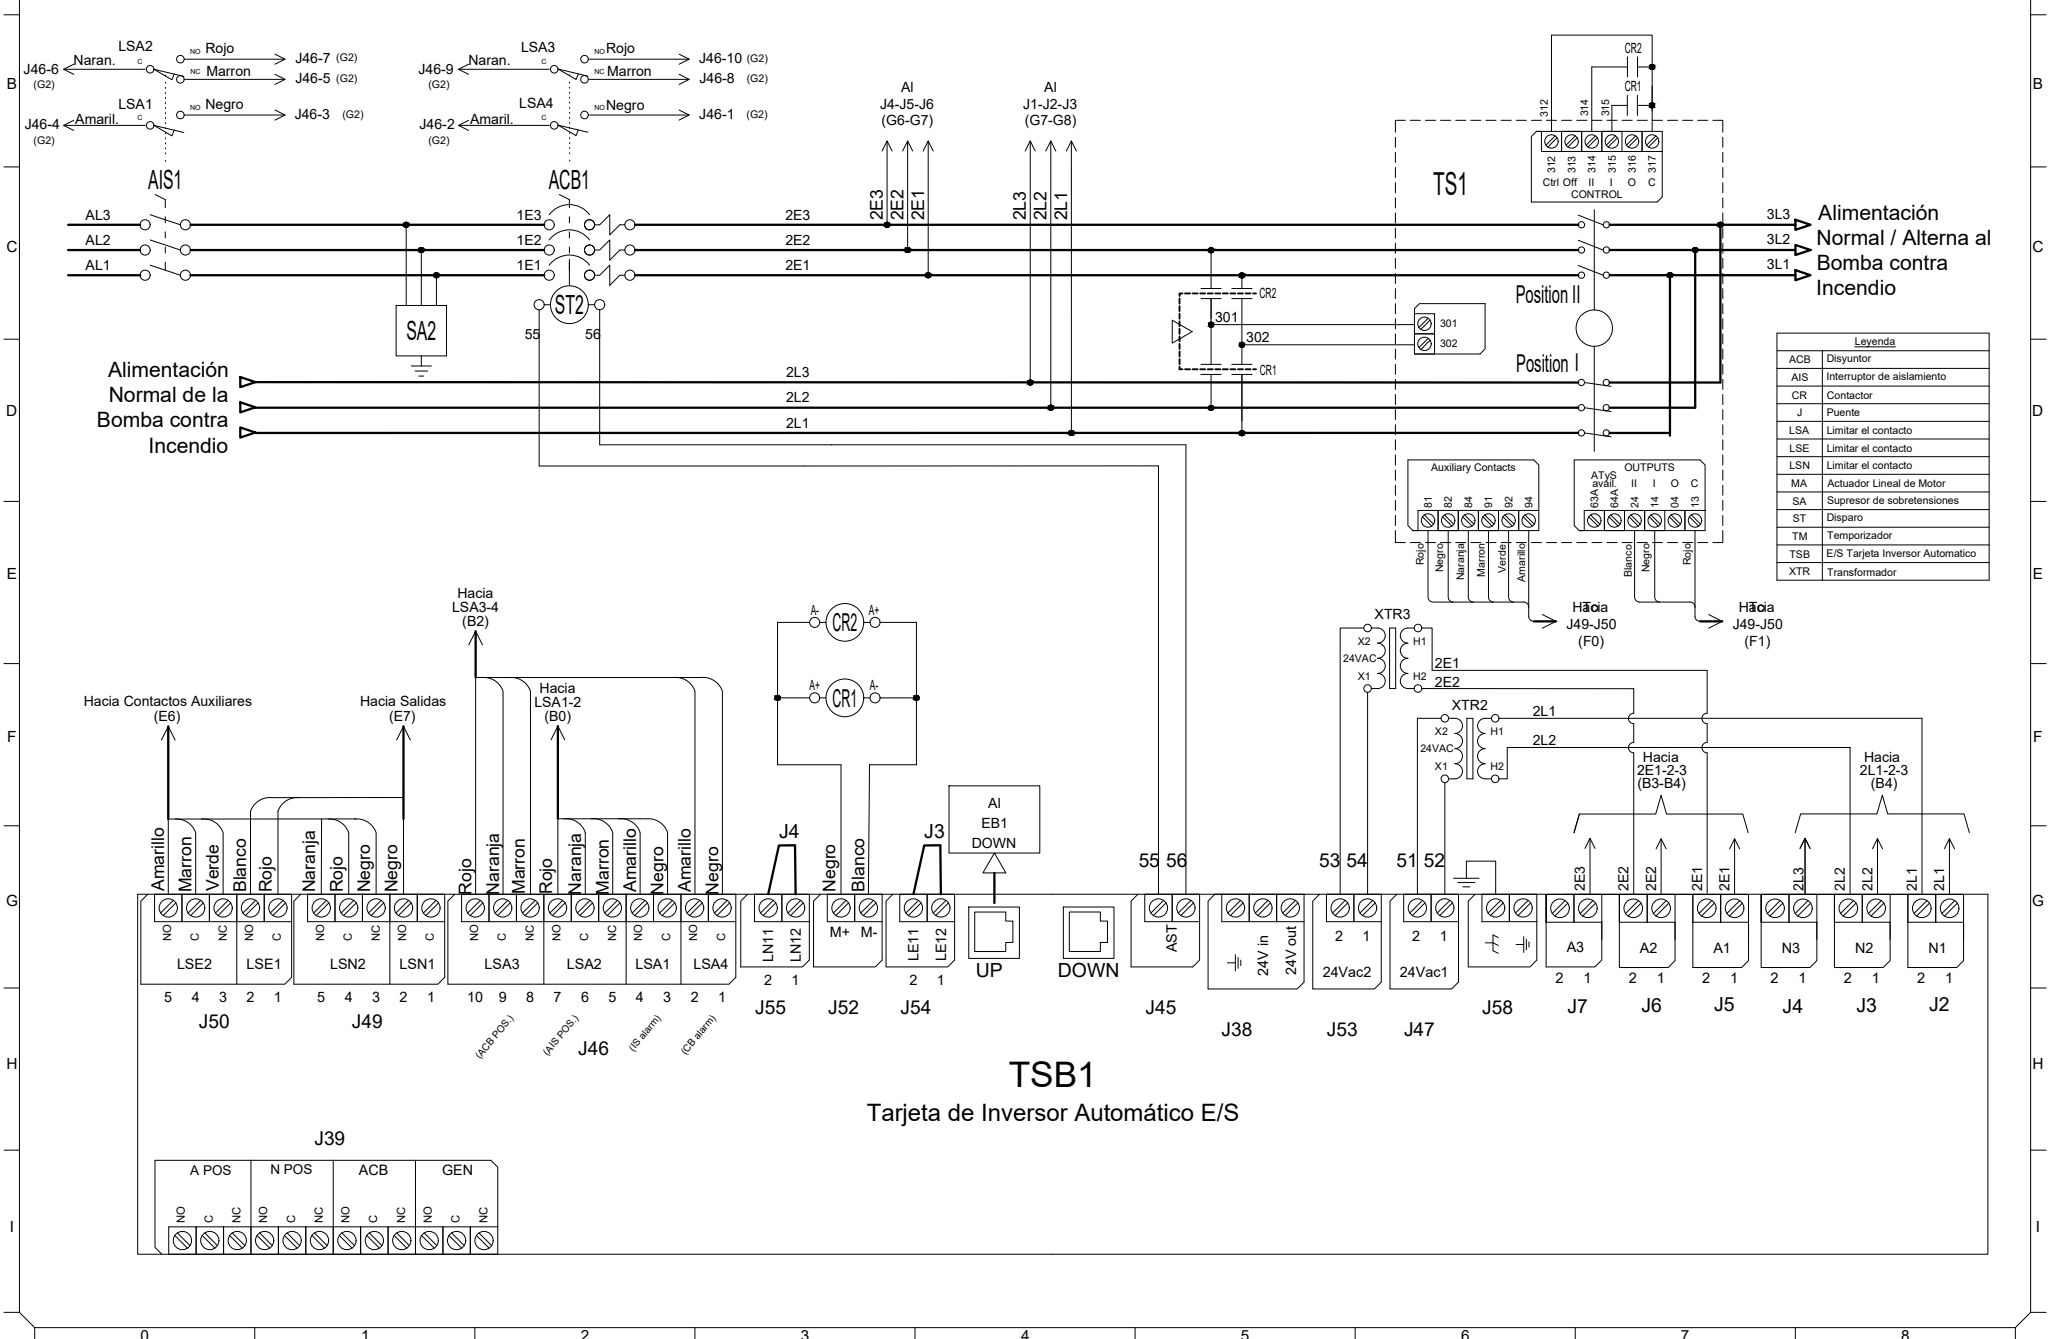 LSA2
NO Rojo
J46-7 (G2)
J46-6
(G2)
Naran.
C
NC Marron
J46-5 (G2)
LSA1
NO Negro
J46-3 (G2)
J46-4
(G2)
Amaril.
C
LSA3
NO Rojo
J46-10 (G2)
J46-9
(G2)
Naran.
C
NC Marron
J46-8 (G2)
LSA4
NO Negro
J46-1 (G2)
J46-2
(G2)
Amaril.
C
Al
J4-J5-J6
(G6-G7)
Al
J1-J2-J3
(G7-G8)
2E3
2E2
2E1
2L3
2L2
2L1
CR2
CR1
312
314
315
312 313 314 315 316 317
Ctrl Off II I O C
CONTROL
TS1
AIS1
ACB1
AL3
AL2
AL1
1E3
1E2
1E1
2E3
2E2
2E1
3L3
3L2
3L1
Alimentación
Normal / Alterna al
Bomba contra
Incendio
SA2
ST2
55
56
CR2
301
302
CR1
301
302
Position II
Position I
Alimentación
Normal de la
Bomba contra
Incendio
2L3
2L2
2L1
Leyenda
ACB Disyuntor
AIS Interruptor de aislamiento
CR Contactor
J Puente
LSA Limitar el contacto
LSE Limitar el contacto
LSN Limitar el contacto
MA Actuador Lineal de Motor
SA Supresor de sobretensiones
ST Disparo
TM Temporizador
TSB E/S Tarjeta Inversor Automatico
XTR Transformador
Auxiliary Contacts
81 82 84 91 92 94
Rojo
Negro
Naranja
Marron
Verde
Amarillo
OUTPUTS
ATyS
avail.
II I O C
63A 64A 24 14 04 13
Blanco
Negro
Rojo
Hacia
To
J49-J50
(F0)
Hacia
To
J49-J50
(F1)
Hacia
LSA3-4
(B2)
A- CR2 A+
A+ CR1 A-
XTR3
X2
24VAC
X1
H1
H2
2E1
2E2
XTR2
X2
24VAC
X1
H1
H2
2L1
2L2
Hacia Contactos Auxiliares
(E6)
Hacia Salidas
(E7)
Hacia
LSA1-2
(B0)
Hacia
2E1-2-3
(B3-B4)
Hacia
2L1-2-3
(B4)
Al
EB1
DOWN
Amarillo
Marron
Verde
Blanco
Rojo
Naranja
Rojo
Negro
Negro
Rojo
Naranja
Marron
Rojo
Naranja
Marron
Amarillo
Negro
Amarillo
Negro
J4
Negro
Blanco
J3
55 56
53 54
51 52
2E3
2E2
2E2
2E1
2E1
2L3
2L2
2L2
2L1
2L1
NO C NC NO C
LSE2 LSE1
5 4 3 2 1
J50
NO C NC NO C
LSN2 LSN1
5 4 3 2 1
J49
NO C NC NO C NC NO C NO C
LSA3 LSA2 LSA1 LSA4
10 9 8 7 6 5 4 3 2 1
(ACB POS.)
(AIS POS.)
(IS alarm)
(CB alarm)
J46
LN11 LN12
2 1
J55
M+ M-
J52
LE11 LE12
2 1
J54
UP
DOWN
AST
J45
24V in
24V out
J38
2 1
24Vac2
J53
2 1
24Vac1
J47
J58
A3
2 1
J7
A2
2 1
J6
A1
2 1
J5
N3
2 1
J4
N2
2 1
J3
N1
2 1
J2
TSB1
Tarjeta de Inversor Automático E/S
J39
A POS N POS ACB GEN
NO C NC NO C NC NO C NC NO C NC
B
C
D
E
F
G
H
I
B
C
D
E
F
G
H
I
0 1 2 3 4 5 6 7 8